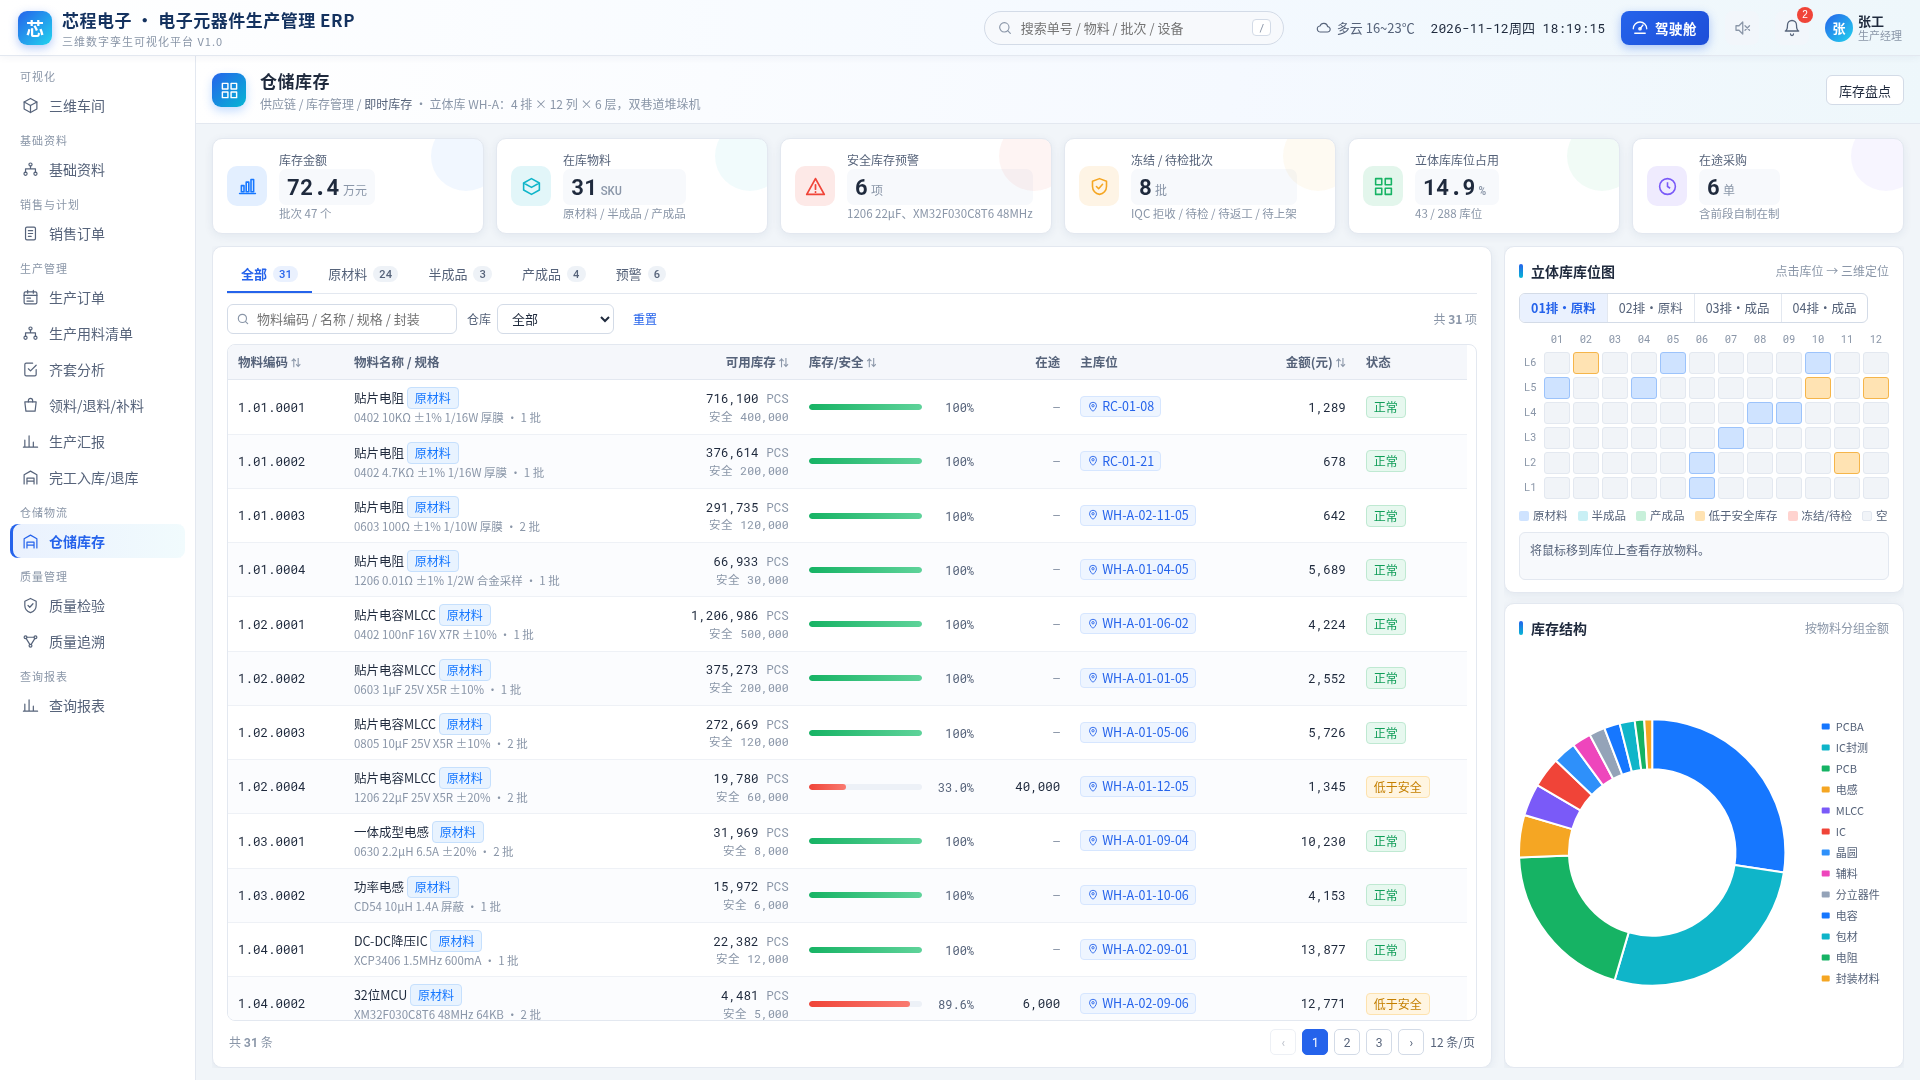 芯
芯程电子 · 电子元器件生产管理 ERP
三维数字孪生可视化平台 V1.0
搜索单号 / 物料 / 批次 / 设备
/
多云 16~23℃
2026-11-12周四 18:19:15
驾驶舱
2
张
张工
生产经理
可视化
三维车间
基础资料
基础资料
销售与计划
销售订单
生产管理
生产订单
生产用料清单
齐套分析
领料/退料/补料
生产汇报
完工入库/退库
仓储物流
仓储库存
质量管理
质量检验
质量追溯
查询报表
查询报表
仓储库存
供应链 / 库存管理 / 即时库存 · 立体库 WH-A：4 排 × 12 列 × 6 层，双巷道堆垛机
库存盘点
库存金额
72.4 万元
批次 47 个
在库物料
31 SKU
原材料 / 半成品 / 产成品
安全库存预警
6 项
1206 22μF、XM32F030C8T6 48MHz
冻结 / 待检批次
8 批
IQC 拒收 / 待检 / 待返工 / 待上架
立体库库位占用
14.9 %
43 / 288 库位
在途采购
6 单
含前段自制在制
全部 31
原材料 24
半成品 3
产成品 4
预警 6
物料编码 / 名称 / 规格 / 封装
仓库
全部
重置
共 31 项
物料编码 物料名称 / 规格 可用库存 库存/安全 在途 主库位 金额(元) 状态
1.01.0001 贴片电阻 原材料 716,100 PCS 100% — RC-01-08 1,289 正常
0402 10KΩ ±1% 1/16W 厚膜 · 1 批 安全 400,000
1.01.0002 贴片电阻 原材料 376,614 PCS 100% — RC-01-21 678 正常
0402 4.7KΩ ±1% 1/16W 厚膜 · 1 批 安全 200,000
1.01.0003 贴片电阻 原材料 291,735 PCS 100% — WH-A-02-11-05 642 正常
0603 100Ω ±1% 1/10W 厚膜 · 2 批 安全 120,000
1.01.0004 贴片电阻 原材料 66,933 PCS 100% — WH-A-01-04-05 5,689 正常
1206 0.01Ω ±1% 1/2W 合金采样 · 1 批 安全 30,000
1.02.0001 贴片电容MLCC 原材料 1,206,986 PCS 100% — WH-A-01-06-02 4,224 正常
0402 100nF 16V X7R ±10% · 1 批 安全 500,000
1.02.0002 贴片电容MLCC 原材料 375,273 PCS 100% — WH-A-01-01-05 2,552 正常
0603 1μF 25V X5R ±10% · 1 批 安全 200,000
1.02.0003 贴片电容MLCC 原材料 272,669 PCS 100% — WH-A-01-05-06 5,726 正常
0805 10μF 25V X5R ±10% · 2 批 安全 120,000
1.02.0004 贴片电容MLCC 原材料 19,780 PCS 33.0% 40,000 WH-A-01-12-05 1,345 低于安全
1206 22μF 25V X5R ±20% · 2 批 安全 60,000
1.03.0001 一体成型电感 原材料 31,969 PCS 100% — WH-A-01-09-04 10,230 正常
0630 2.2μH 6.5A ±20% · 2 批 安全 8,000
1.03.0002 功率电感 原材料 15,972 PCS 100% — WH-A-01-10-06 4,153 正常
CD54 10μH 1.4A 屏蔽 · 1 批 安全 6,000
1.04.0001 DC-DC降压IC 原材料 22,382 PCS 100% — WH-A-02-09-01 13,877 正常
XCP3406 1.5MHz 600mA · 1 批 安全 12,000
1.04.0002 32位MCU 原材料 4,481 PCS 89.6% 6,000 WH-A-02-09-06 12,771 低于安全
XM32F030C8T6 48MHz 64KB · 2 批 安全 5,000
共 31 条
‹ 1 2 3 › 12 条/页
立体库库位图
点击库位 → 三维定位
01排·原料 02排·原料 03排·成品 04排·成品
01 02 03 04 05 06 07 08 09 10 11 12
L6
L5
L4
L3
L2
L1
原材料 半成品 产成品 低于安全库存 冻结/待检 空
将鼠标移到库位上查看存放物料。
库存结构
按物料分组金额
PCBA
IC封测
PCB
电感
MLCC
IC
晶圆
辅料
分立器件
电容
包材
电阻
封装材料